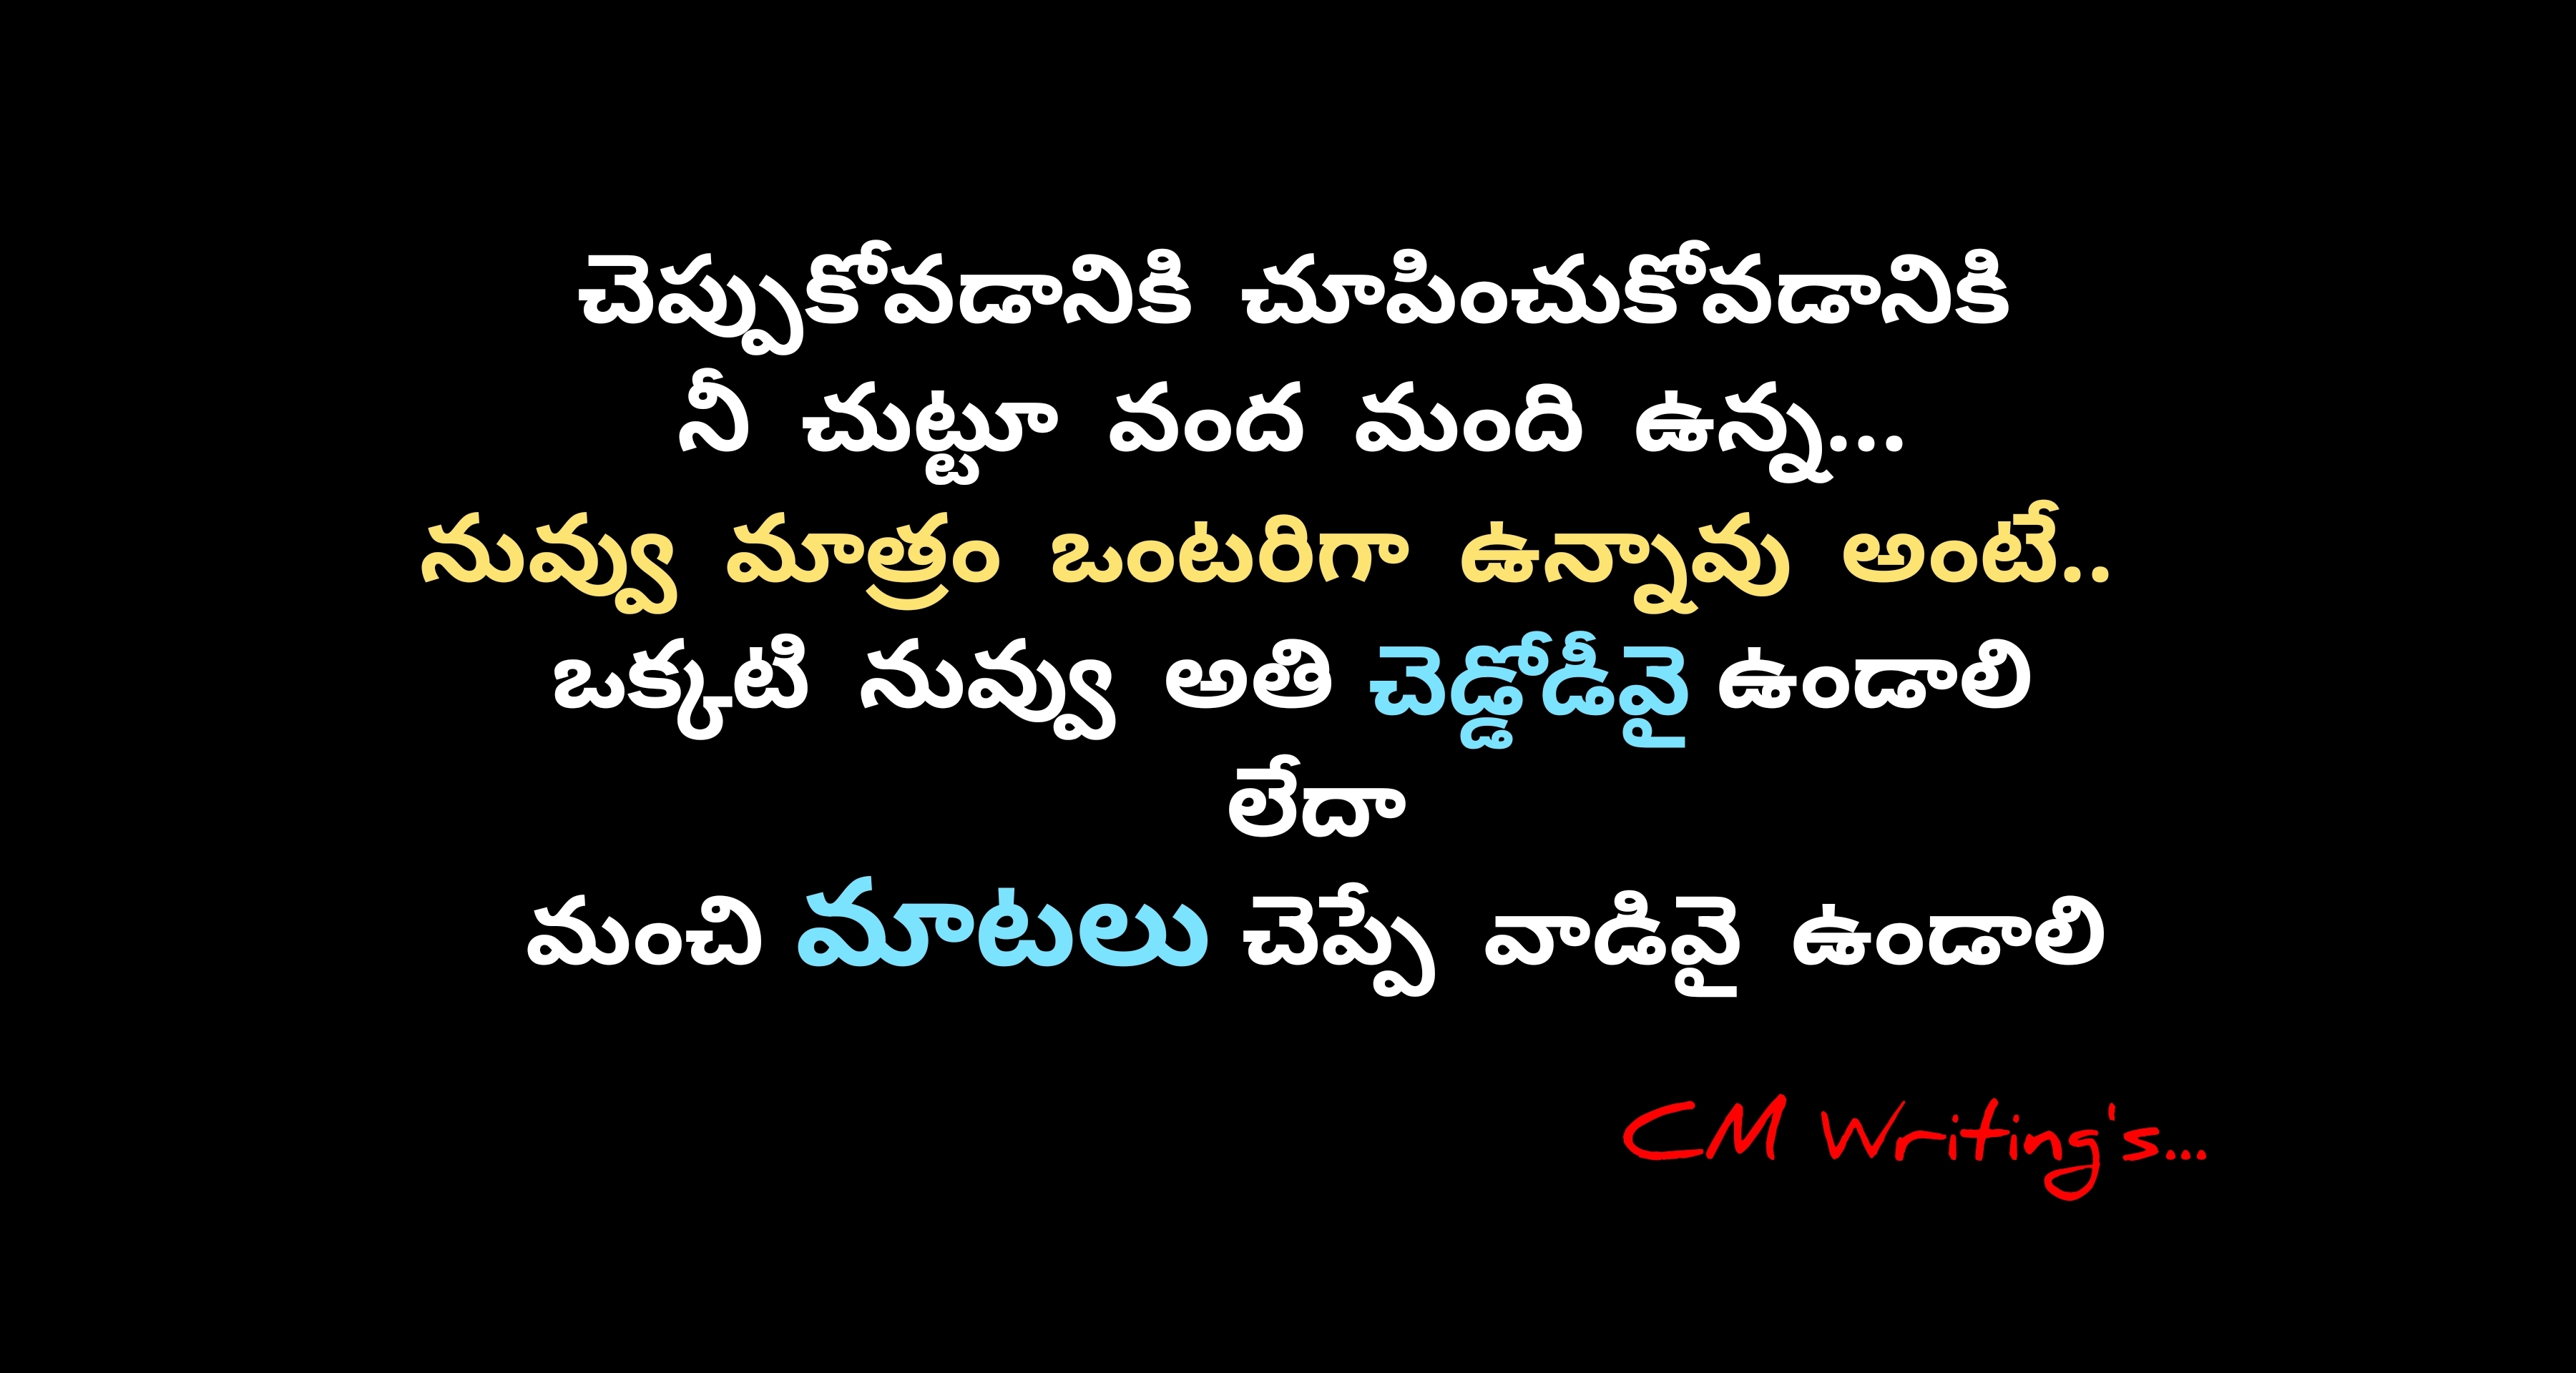 చెప్పుకోవడానికి చూపించుకోవడానికి
నీ చుట్టూ వంద మంది ఉన్న...
నువ్వు మాత్రం ఒంటరిగా ఉన్నావు అంటే..
ఒక్కటి నువ్వు అతి చెడ్డోడీవై ఉండాలి
లేదా
మంచి మాటలు చెప్పే వాడివై ఉండాలి
CM Writing's...